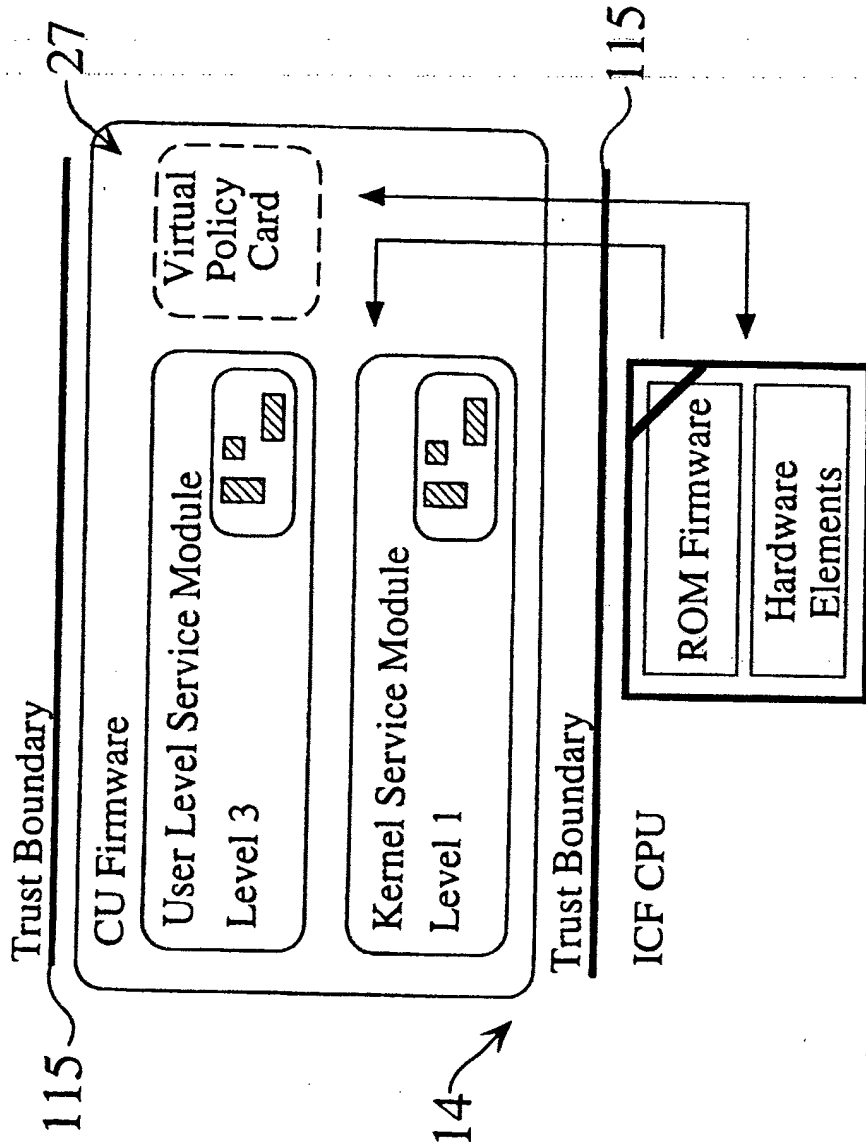 115
Trust Boundary
27
CU Firmware
User Level Service Module
Level 3
Virtual
Policy
Card
Kernel Service Module
Level 1
14
Trust Boundary
115
ICF CPU
ROM Firmware
Hardware
Elements